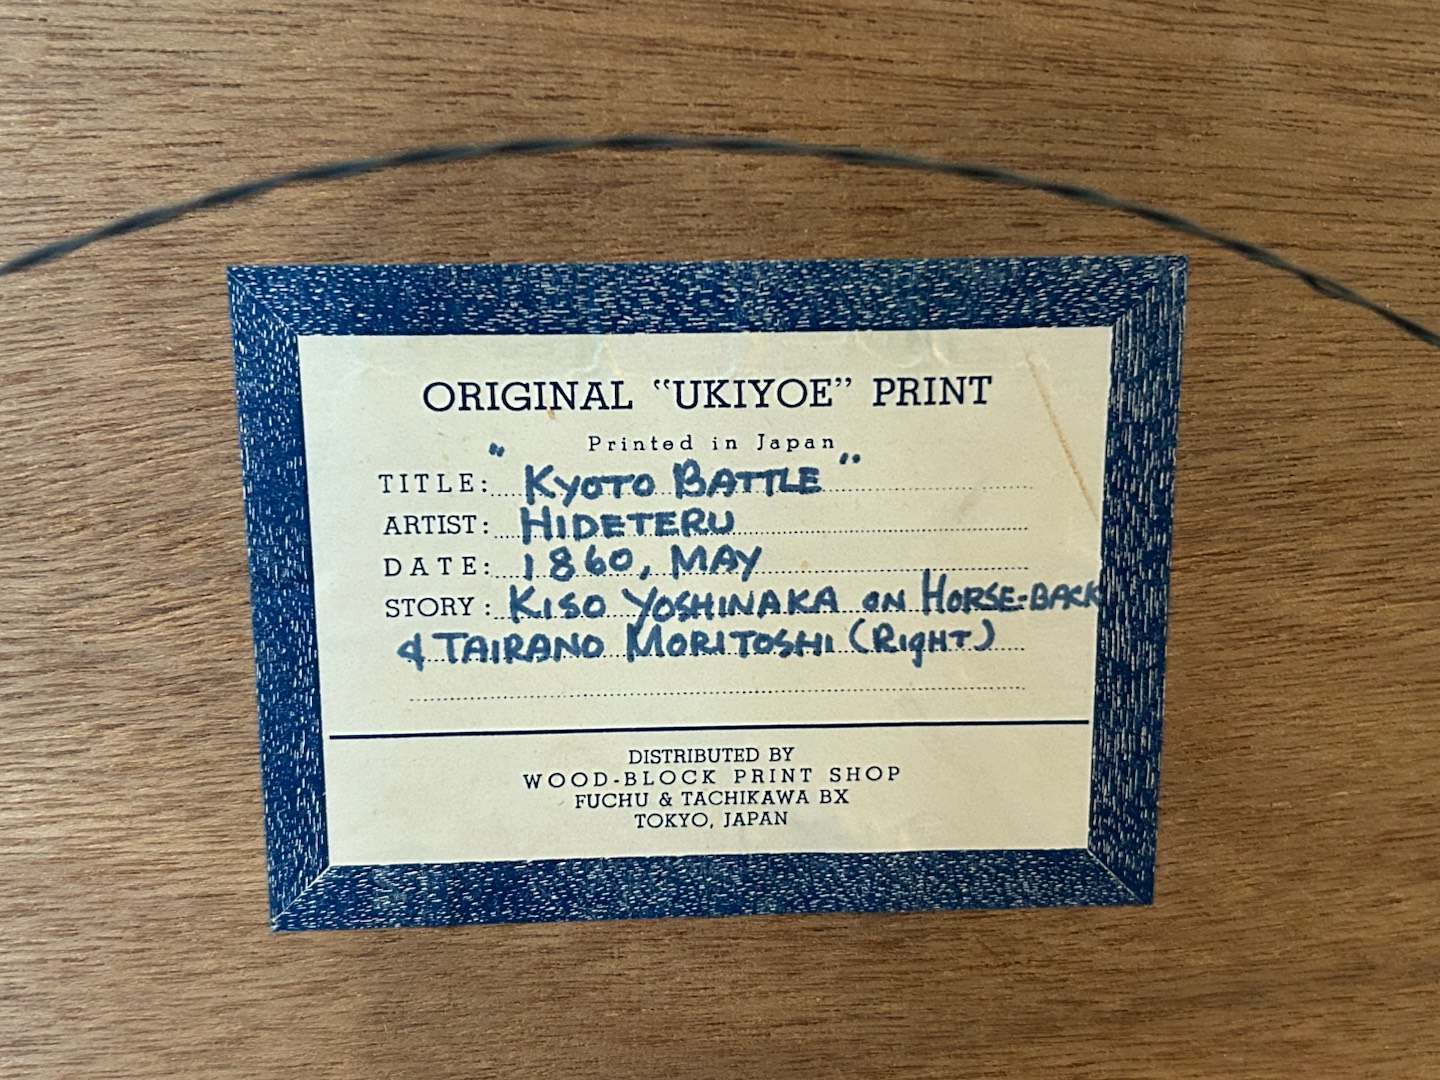 ORIGINAL “UKIYOE” PRINT
Printed in Japan
TITLE: "KYOTO BATTLE"
ARTIST: HIDETERU
DATE: 1860, MAY
STORY: KISO YOSHINAKA ON HORSE-BACK
& TAIRANO MORITOSHI (RIGHT)
DISTRIBUTED BY
WOOD-BLOCK PRINT SHOP
FUCHU & TACHIKAWA BX
TOKYO, JAPAN